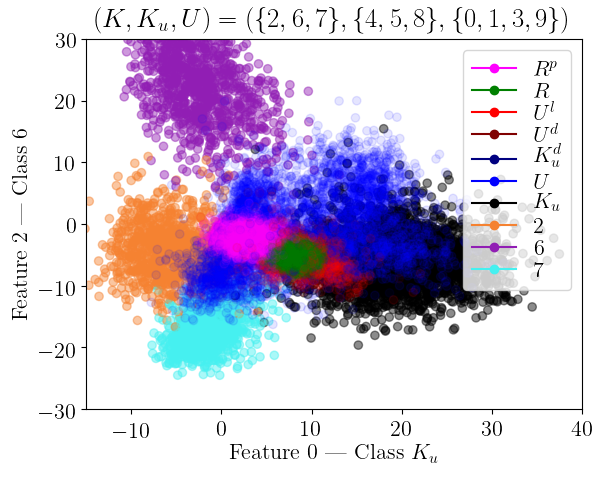 (K, K_u, U) = ({2, 6, 7}, {4, 5, 8}, {0, 1, 3, 9})
30
20
10
0
−10
−20
−30
Feature 2 — Class 6
R^p
R
U^l
U^d
K_u^d
U
K_u
2
6
7
−10 0 10 20 30 40
Feature 0 — Class K_u